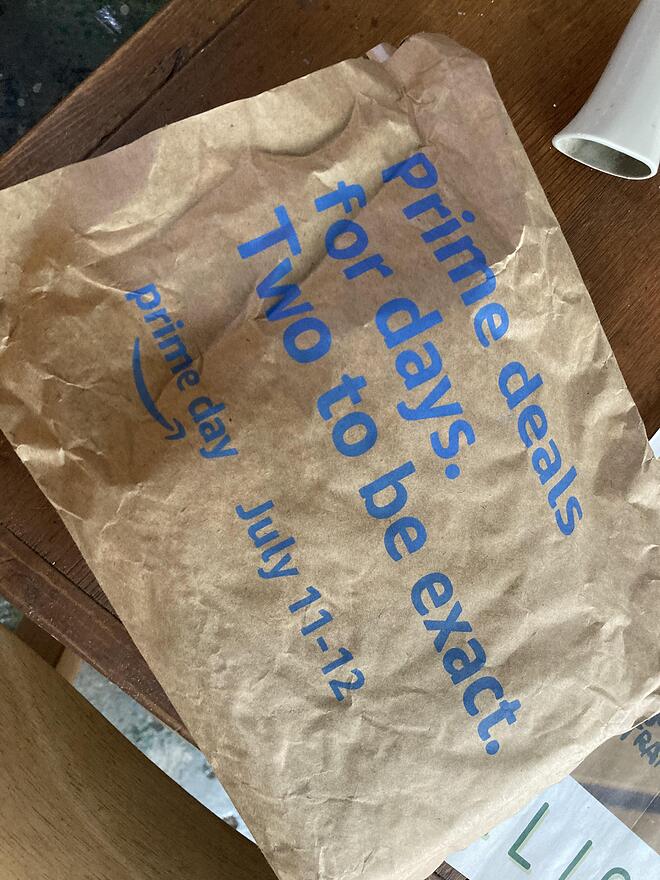 Prime deals
for days.
Two to be exact.
prime day July 11-12